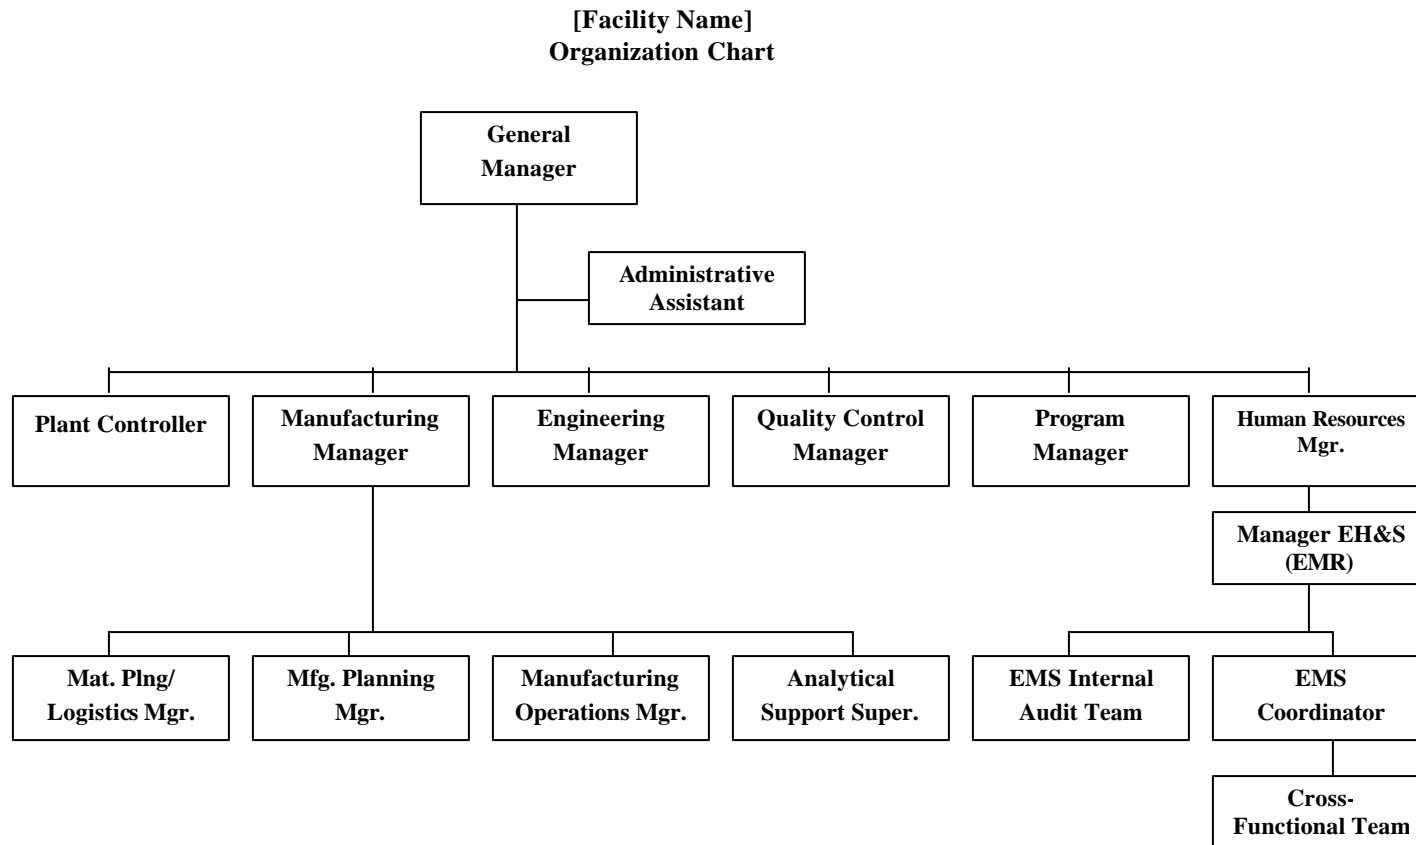 [Facility Name]
Organization Chart
General
Manager
Administrative
Assistant
Plant Controller
Manufacturing
Manager
Engineering
Manager
Quality Control
Manager
Program
Manager
Human Resources
Mgr.
Manager EH&S
(EMR)
Mat. Plng/
Logistics Mgr.
Mfg. Planning
Mgr.
Manufacturing
Operations Mgr.
Analytical
Support Super.
EMS Internal
Audit Team
EMS
Coordinator
Cross-
Functional Team